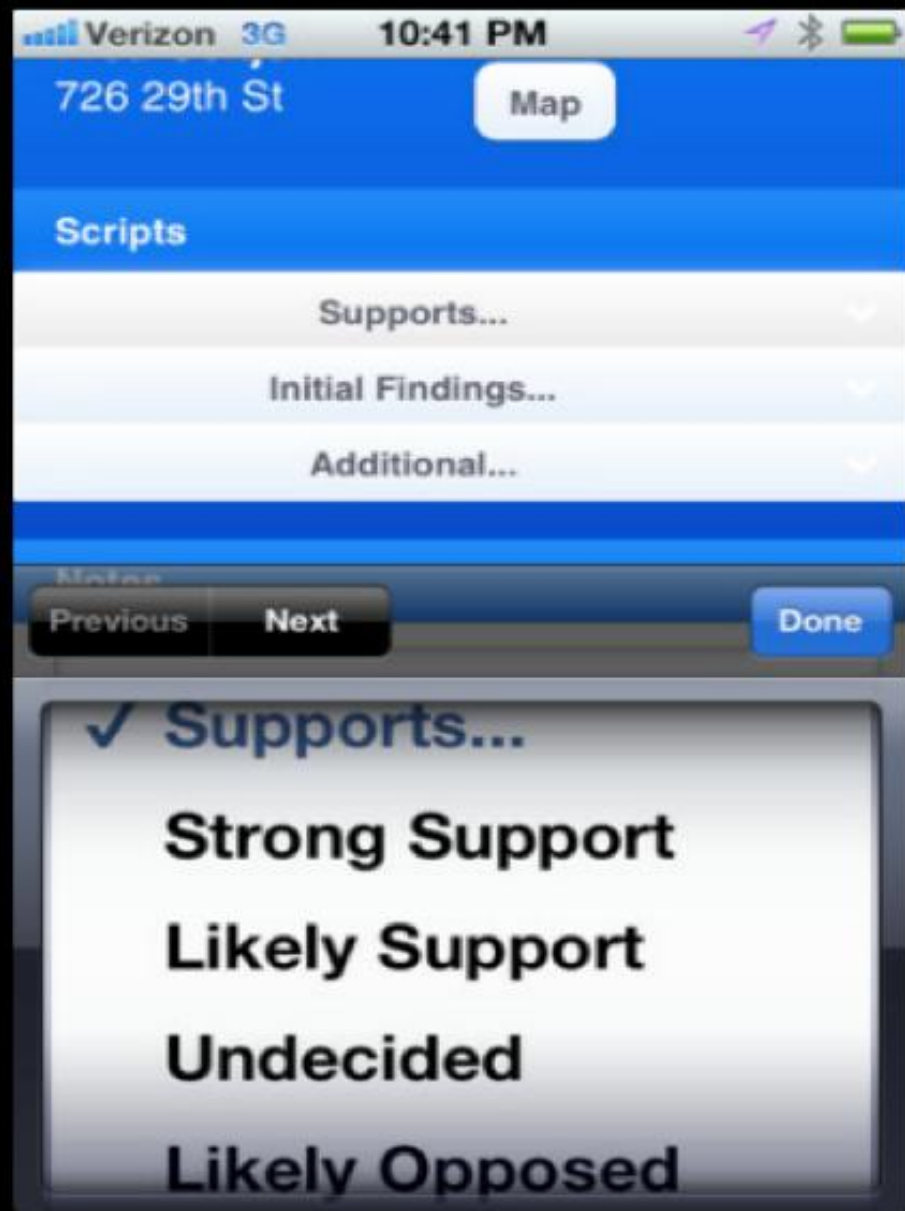 Verizon 3G 10:41 PM
726 29th St
Map
Scripts
Supports...
Initial Findings...
Additional...
Notes
Previous Next Done
✓ Supports...
Strong Support
Likely Support
Undecided
Likely Opposed